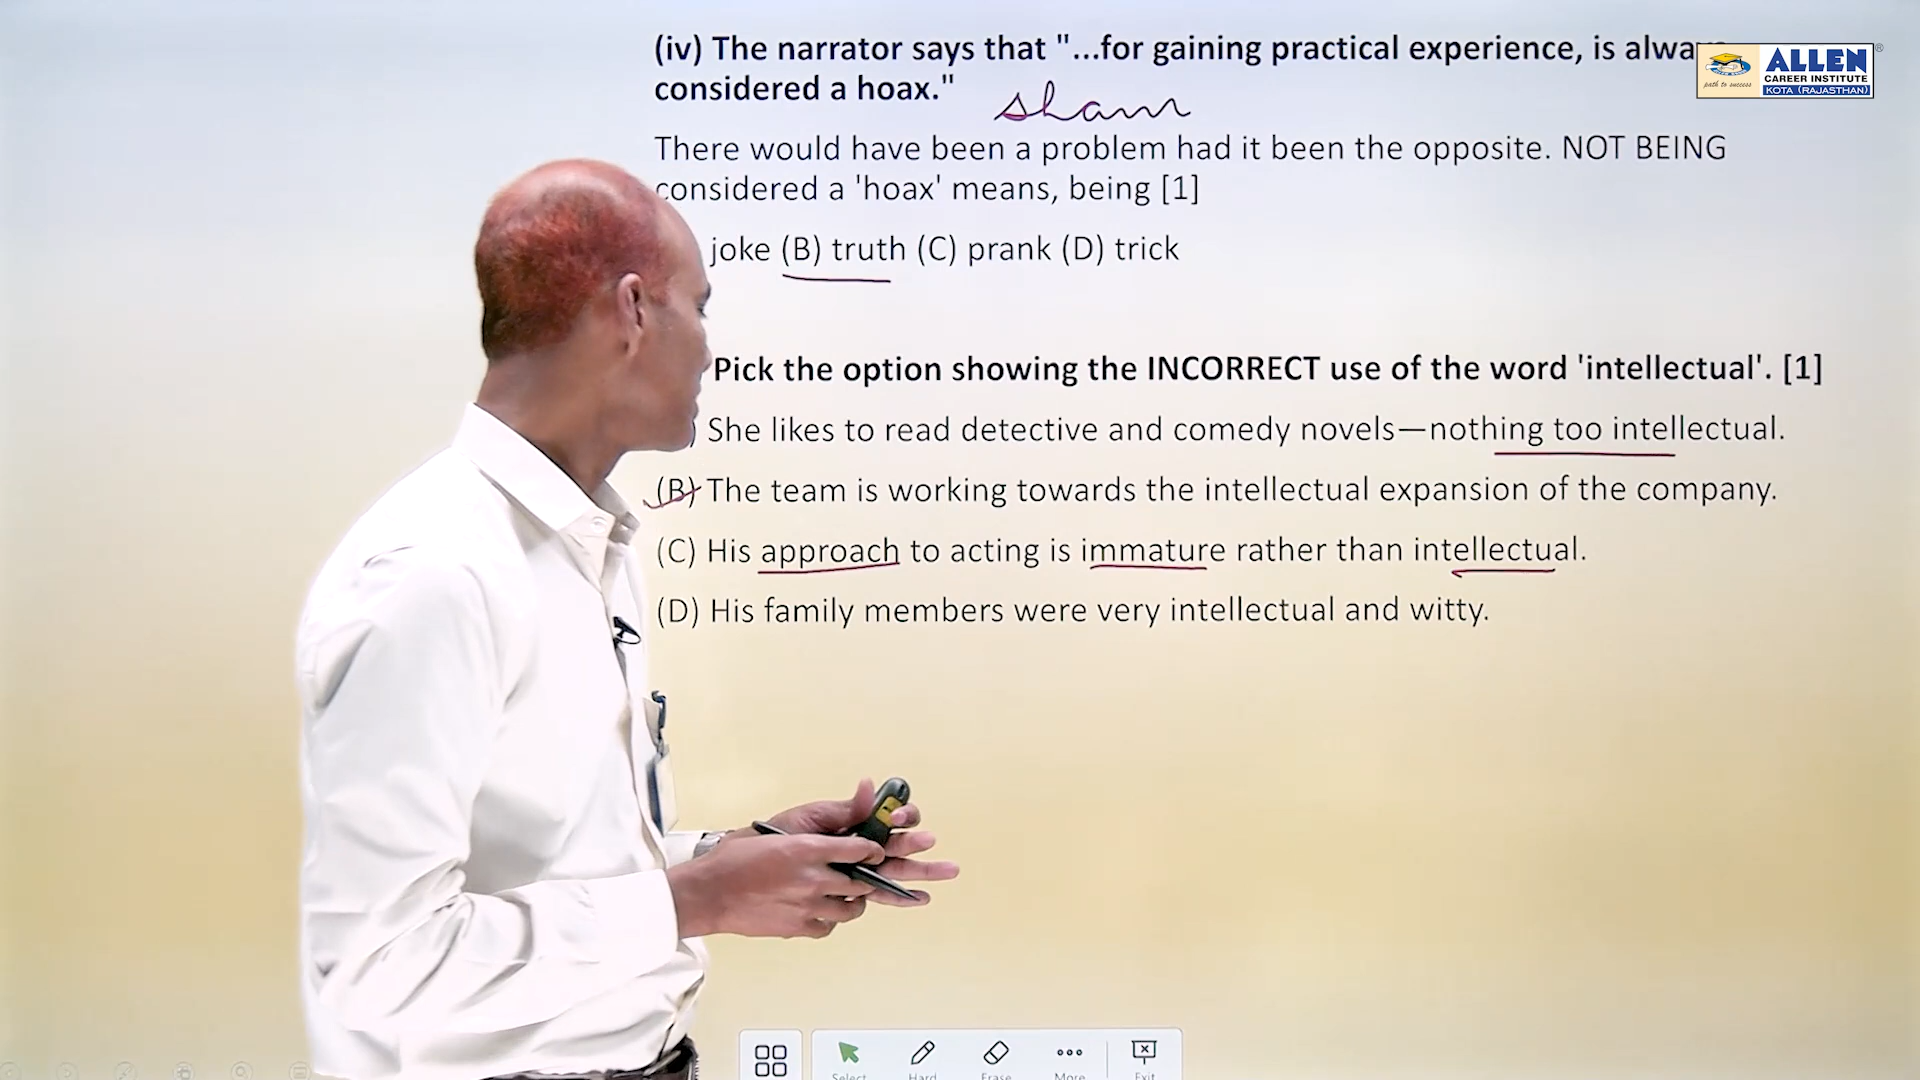 (iv) The narrator says that "...for gaining practical experience, is always
considered a hoax."
sham
There would have been a problem had it been the opposite. NOT BEING
considered a 'hoax' means, being [1]
joke (B) truth (C) prank (D) trick
Pick the option showing the INCORRECT use of the word 'intellectual'. [1]
) She likes to read detective and comedy novels—nothing too intellectual.
(B) The team is working towards the intellectual expansion of the company.
(C) His approach to acting is immature rather than intellectual.
(D) His family members were very intellectual and witty.
ALLEN
®
CAREER INSTITUTE
KOTA (RAJASTHAN)
path to success
Select Hard Erase More Exit